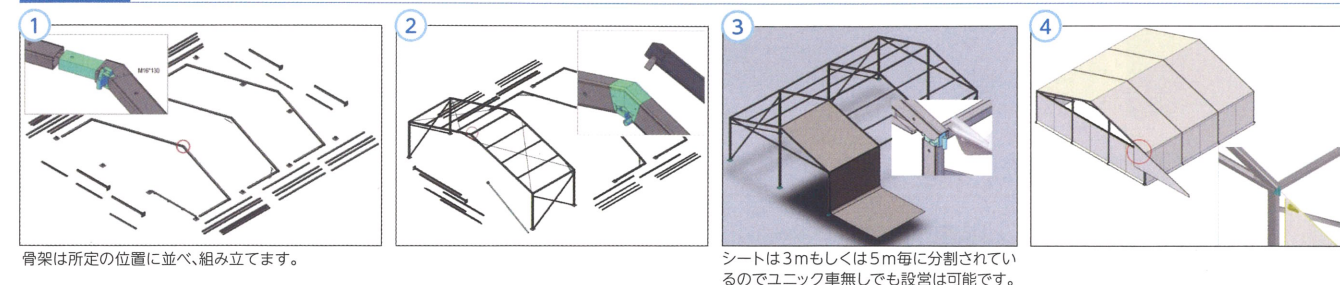 1
2
3
4
M16*130
骨架は所定の位置に並べ、組み立てます。
シートは3mもしくは5m毎に分割されてい
るのでユニック車無しでも設営は可能です。